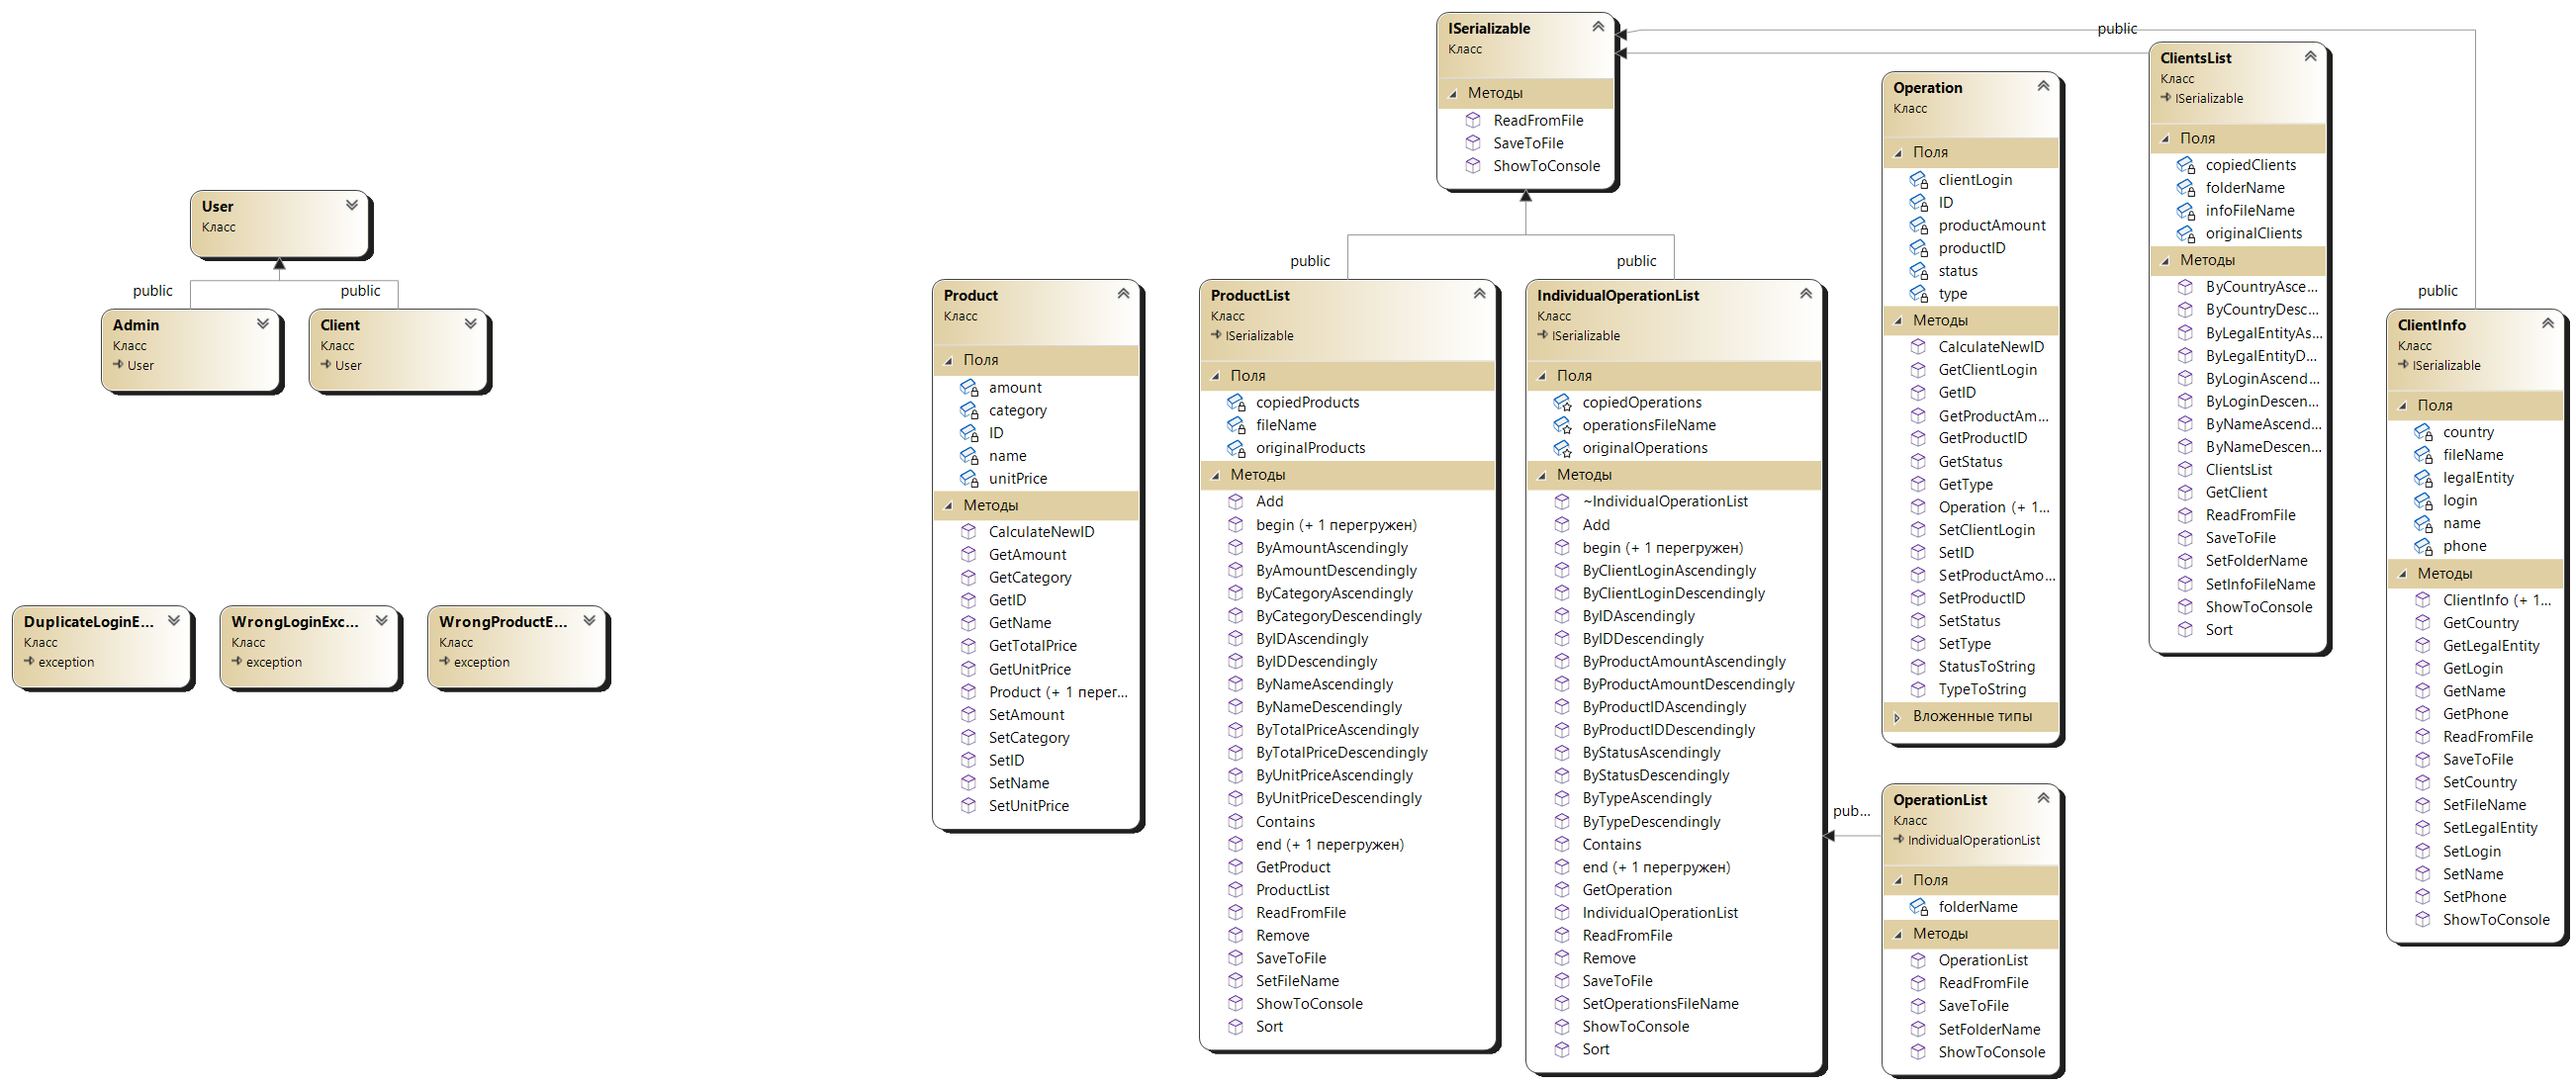 User
Класс
public
public
Admin
Класс
User
Client
Класс
User
DuplicateLoginE...
Класс
exception
WrongLoginExc...
Класс
exception
WrongProductE...
Класс
exception
Product
Класс
Поля
amount
category
ID
name
unitPrice
Методы
CalculateNewID
GetAmount
GetCategory
GetID
GetName
GetTotalPrice
GetUnitPrice
Product (+ 1 перег...
SetAmount
SetCategory
SetID
SetName
SetUnitPrice
ISerializable
Класс
Методы
ReadFromFile
SaveToFile
ShowToConsole
public
public
ProductList
Класс
ISerializable
Поля
copiedProducts
fileName
originalProducts
Методы
Add
begin (+ 1 перегружен)
ByAmountAscendingly
ByAmountDescendingly
ByCategoryAscendingly
ByCategoryDescendingly
ByIDAscendingly
ByIDDescendingly
ByNameAscendingly
ByNameDescendingly
ByTotalPriceAscendingly
ByTotalPriceDescendingly
ByUnitPriceAscendingly
ByUnitPriceDescendingly
Contains
end (+ 1 перегружен)
GetProduct
ProductList
ReadFromFile
Remove
SaveToFile
SetFileName
ShowToConsole
Sort
IndividualOperationList
Класс
ISerializable
Поля
copiedOperations
operationsFileName
originalOperations
Методы
~IndividualOperationList
Add
begin (+ 1 перегружен)
ByClientLoginAscendingly
ByClientLoginDescendingly
ByIDAscendingly
ByIDDescendingly
ByProductAmountAscendingly
ByProductAmountDescendingly
ByProductIDAscendingly
ByProductIDDescendingly
ByStatusAscendingly
ByStatusDescendingly
ByTypeAscendingly
ByTypeDescendingly
Contains
end (+ 1 перегружен)
GetOperation
IndividualOperationList
ReadFromFile
Remove
SaveToFile
SetOperationsFileName
ShowToConsole
Sort
Operation
Класс
Поля
clientLogin
ID
productAmount
productID
status
type
Методы
CalculateNewID
GetClientLogin
GetID
GetProductAm...
GetProductID
GetStatus
GetType
Operation (+ 1...
SetClientLogin
SetID
SetProductAmo...
SetProductID
SetStatus
SetType
StatusToString
TypeToString
Вложенные типы
pub...
OperationList
Класс
IndividualOperationList
Поля
folderName
Методы
OperationList
ReadFromFile
SaveToFile
SetFolderName
ShowToConsole
public
ClientsList
Класс
ISerializable
Поля
copiedClients
folderName
infoFileName
originalClients
Методы
ByCountryAsce...
ByCountryDesc...
ByLegalEntityAs...
ByLegalEntityD...
ByLoginAscend...
ByLoginDescen...
ByNameAscend...
ByNameDescen...
ClientsList
GetClient
ReadFromFile
SaveToFile
SetFolderName
SetInfoFileName
ShowToConsole
Sort
public
ClientInfo
Класс
ISerializable
Поля
country
fileName
legalEntity
login
name
phone
Методы
ClientInfo (+ 1...
GetCountry
GetLegalEntity
GetLogin
GetName
GetPhone
ReadFromFile
SaveToFile
SetCountry
SetFileName
SetLegalEntity
SetLogin
SetName
SetPhone
ShowToConsole